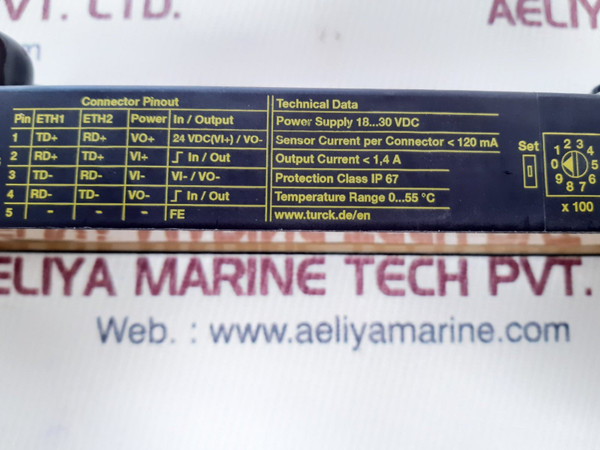 AELIYA
Connector Pinout
Pin ETH1 ETH2 Power In / Output
1 TD+ RD+ VO+ 24 VDC(VI+) / VO-
2 RD+ TD+ VI+ In / Out
3 TD- RD- VI- VI- / VO-
4 RD- TD- VO- In / Out
5 - - - FE
Technical Data
Power Supply 18...30 VDC
Sensor Current per Connector < 120 mA
Output Current < 1,4 A
Protection Class IP 67
Temperature Range 0...55 °C
www.turck.de/en
Set
0 1 2 3 4 5 6 7 8 9
x 100
AELIYA MARINE TECH PVT.
Web. : www.aeliyamarine.com